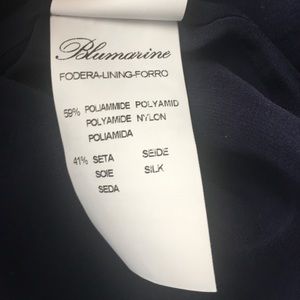 Blumarine
FODERA-LINING-FORRO
59% POLIAMMIDE POLYAMID
POLYAMIDE NYLON
POLIAMIDA
41% SETA SEIDE
SOIE SILK
SEDA